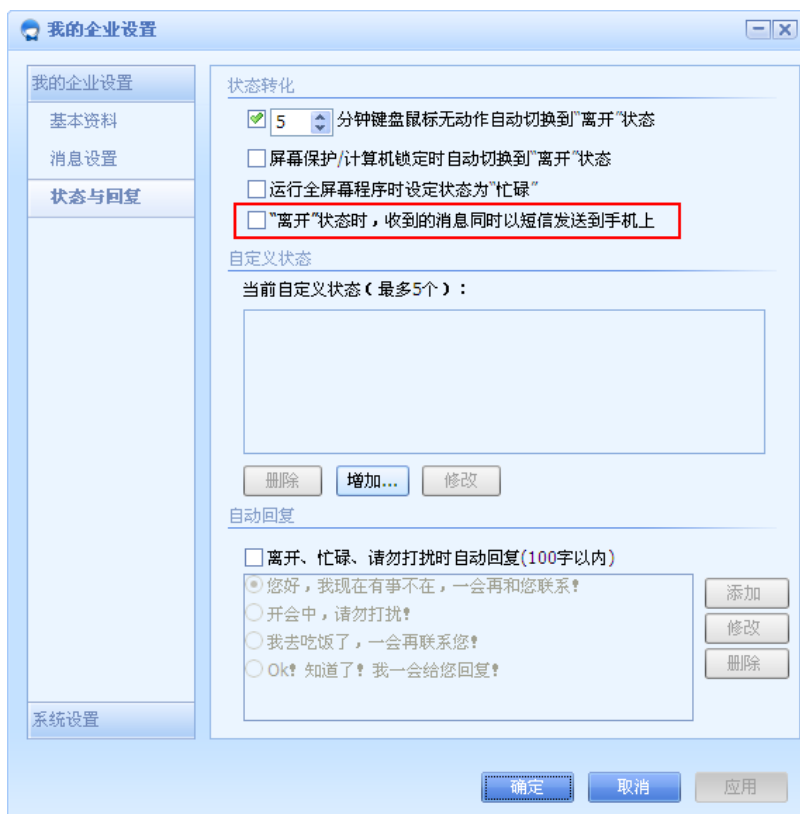 我的企业设置
我的企业设置
基本资料
消息设置
状态与回复
系统设置
状态转化
5 分钟键盘鼠标无动作自动切换到"离开"状态
屏幕保护/计算机锁定时自动切换到"离开"状态
运行全屏幕程序时设定状态为"忙碌"
"离开"状态时，收到的消息同时以短信发送到手机上
自定义状态
当前自定义状态（最多5个）：
删除 增加... 修改
自动回复
离开、忙碌、请勿打扰时自动回复(100字以内)
您好，我现在有事不在，一会再和您联系！
开会中，请勿打扰！
我去吃饭了，一会再联系您！
Ok！知道了！我一会给您回复！
添加
修改
删除
确定 取消 应用